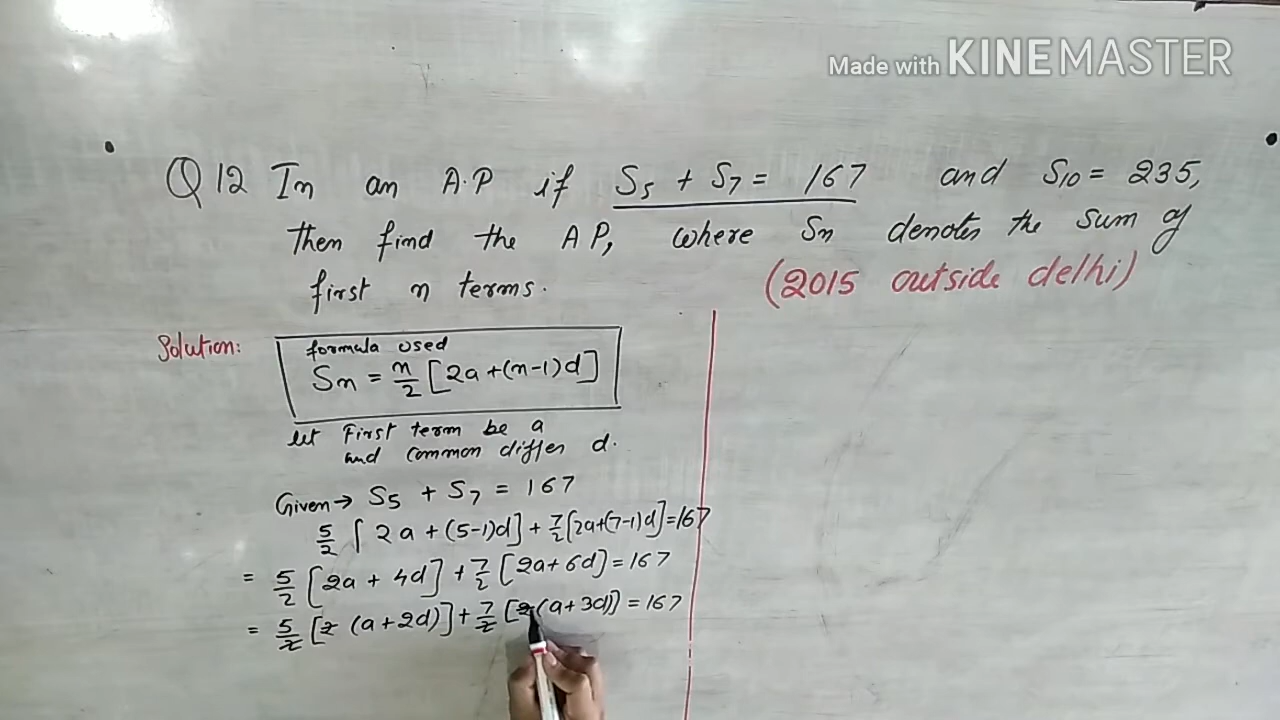 Made with KINEMASTER
Q12 In an A.P if S₅ + S₇ = 167 and S₁₀ = 235,
then find the AP, where Sn denotes the sum of
first n terms. (2015 outside delhi)
Solution:
formula used
Sn = n/2 [2a + (n-1)d]
let First term be a
and common differ d.
Given → S₅ + S₇ = 167
5/2 [2a + (5-1)d] + 7/2 [2a+(7-1)d] = 167
= 5/2 [2a + 4d] + 7/2 [2a + 6d] = 167
= 5/2 [2 (a + 2d)] + 7/2 [2 (a + 3d)] = 167